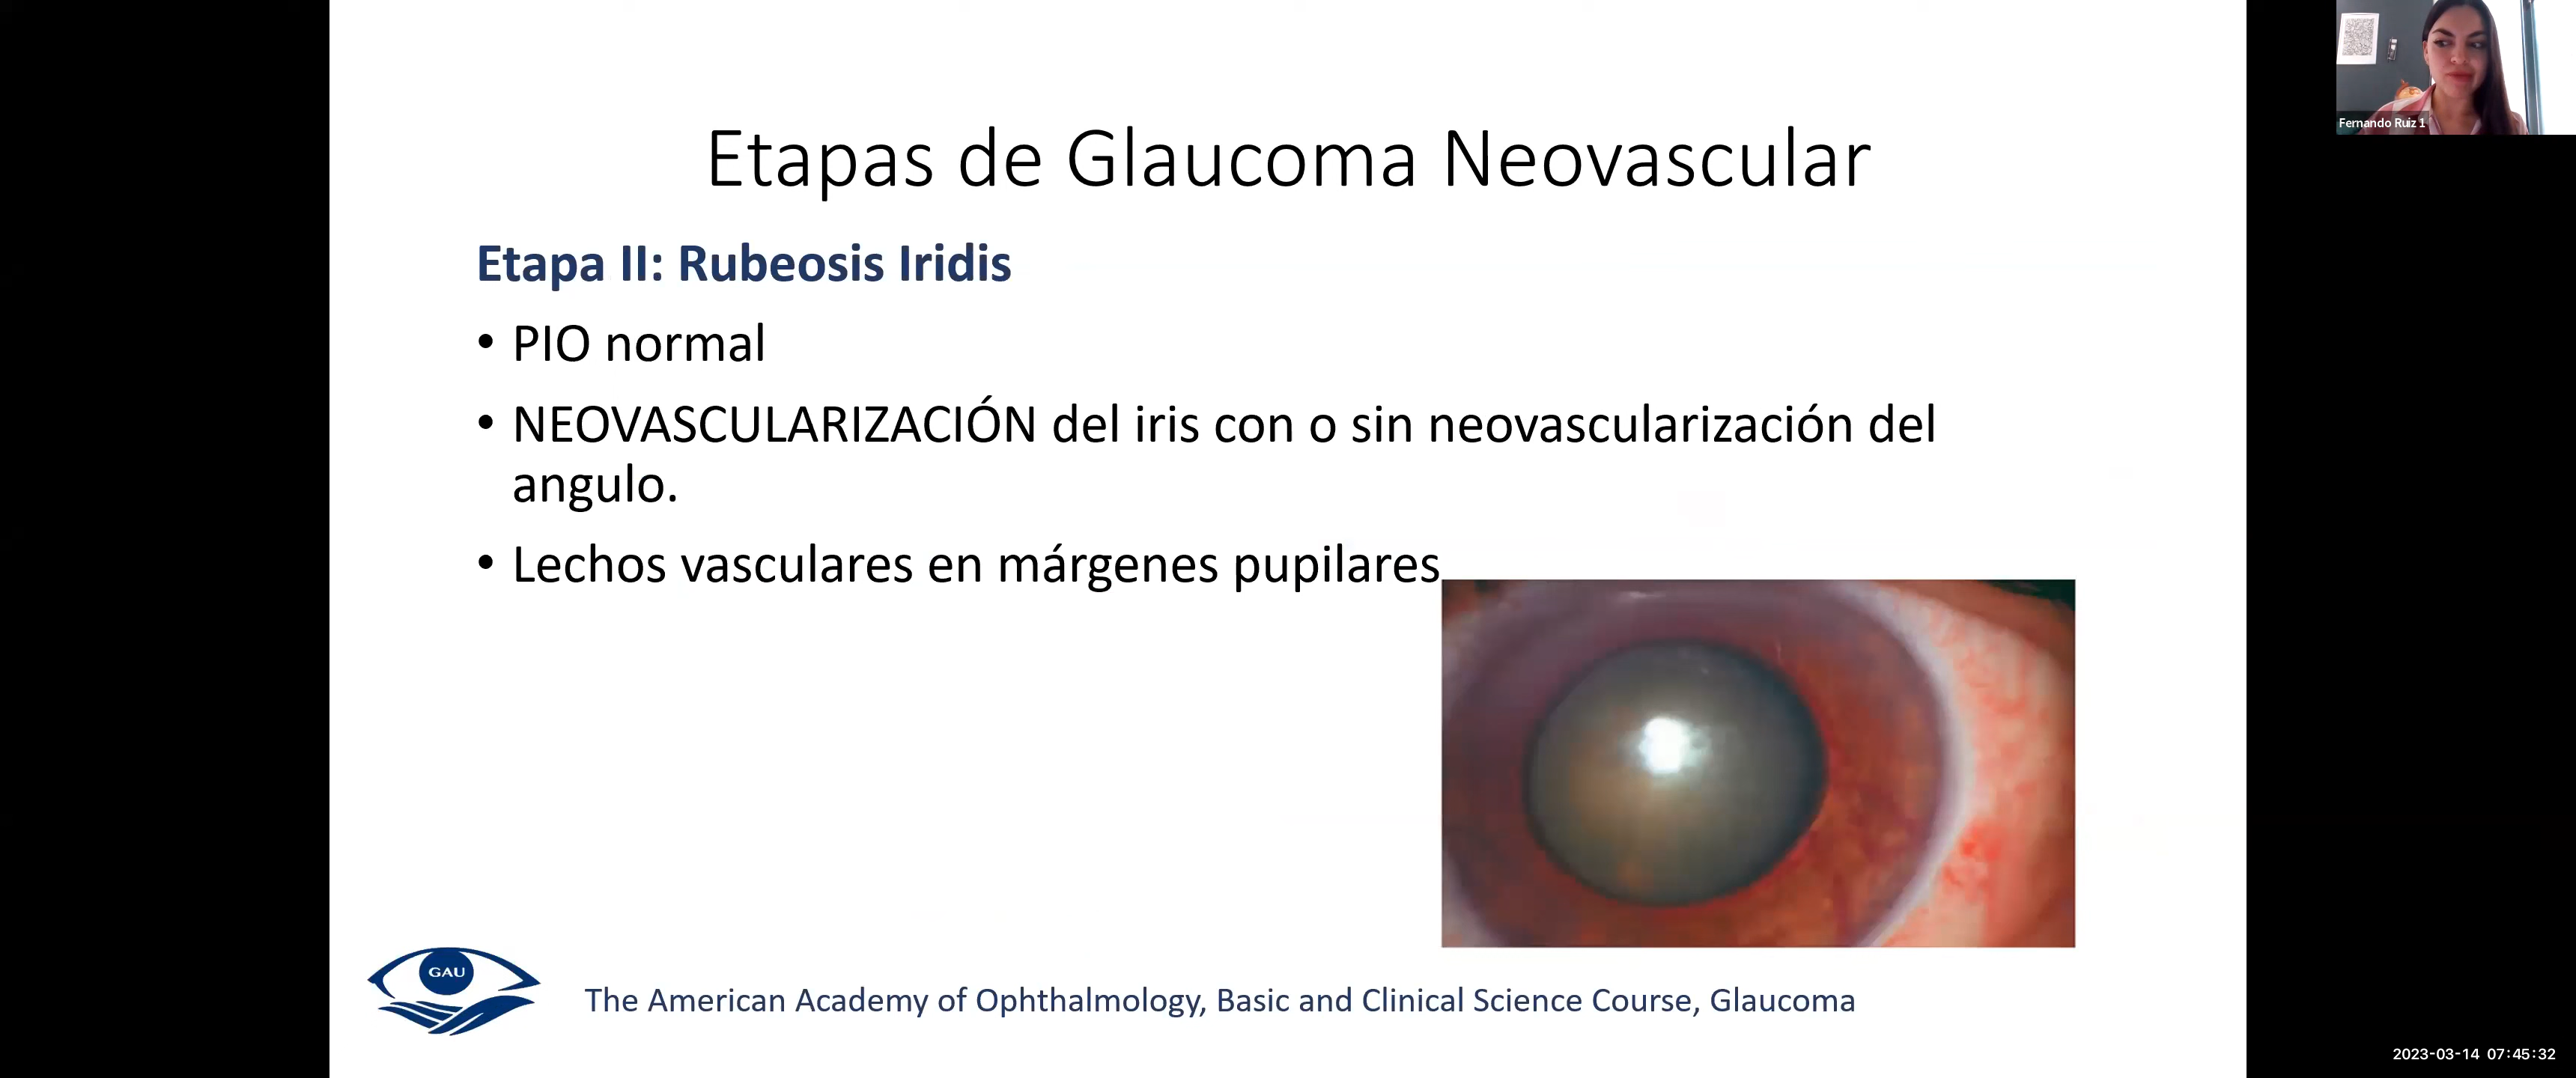 Etapas de Glaucoma Neovascular
Fernando Ruiz 1
Etapa II: Rubeosis Iridis
• PIO normal
• NEOVASCULARIZACIÓN del iris con o sin neovascularización del
angulo.
• Lechos vasculares en márgenes pupilares
GAU
The American Academy of Ophthalmology, Basic and Clinical Science Course, Glaucoma
2023-03-14 07:45:32